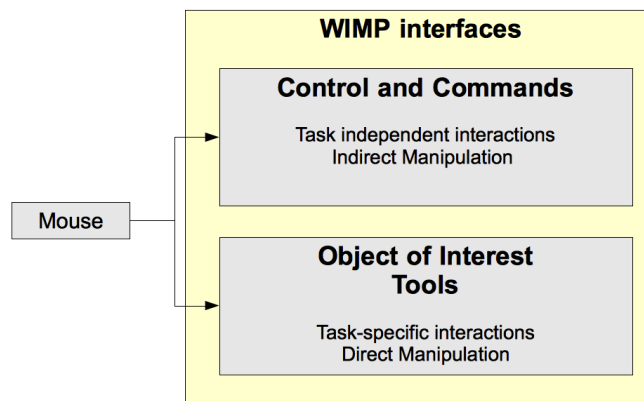 WIMP interfaces
Control and Commands
Task independent interactions
Indirect Manipulation
Mouse
Object of Interest
Tools
Task-specific interactions
Direct Manipulation